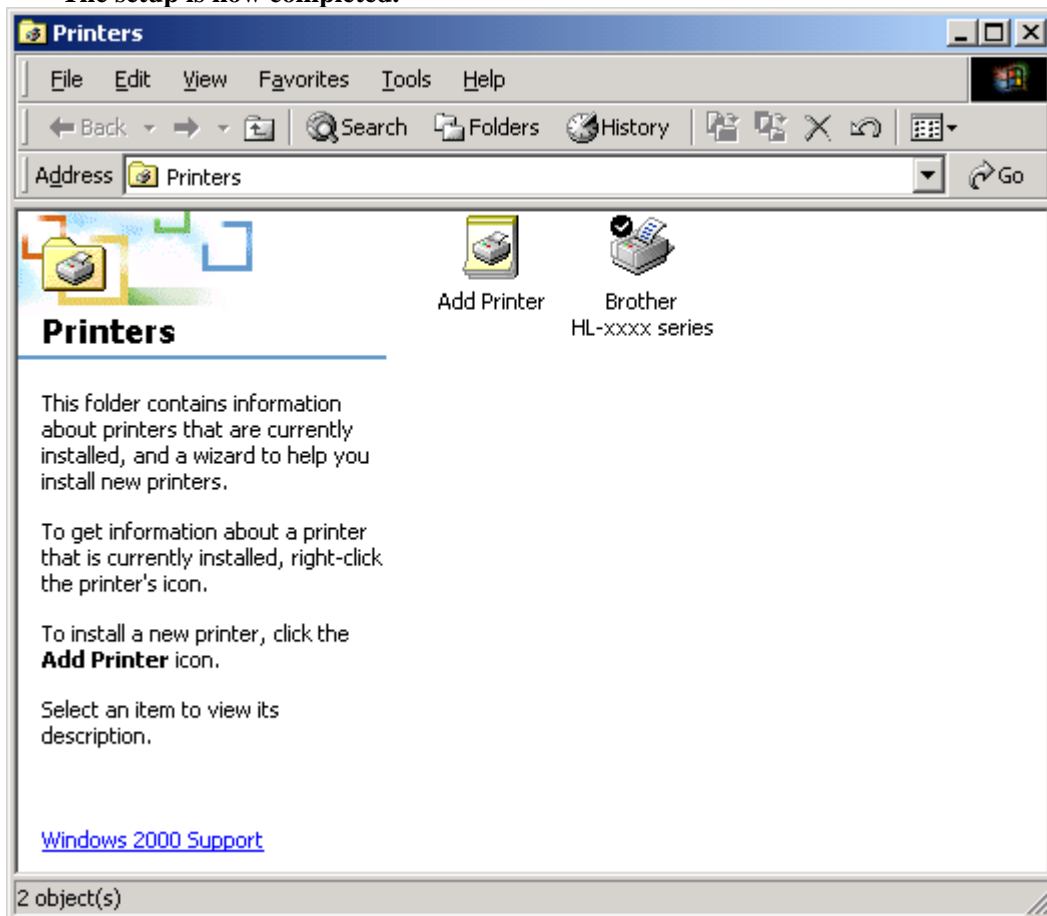 The setup is now completed.
Printers
File Edit View Favorites Tools Help
Back Search Folders History
Address Printers Go
Add Printer
Brother
HL-xxxx series
Printers
This folder contains information
about printers that are currently
installed, and a wizard to help you
install new printers.
To get information about a printer
that is currently installed, right-click
the printer's icon.
To install a new printer, click the
Add Printer icon.
Select an item to view its
description.
Windows 2000 Support
2 object(s)